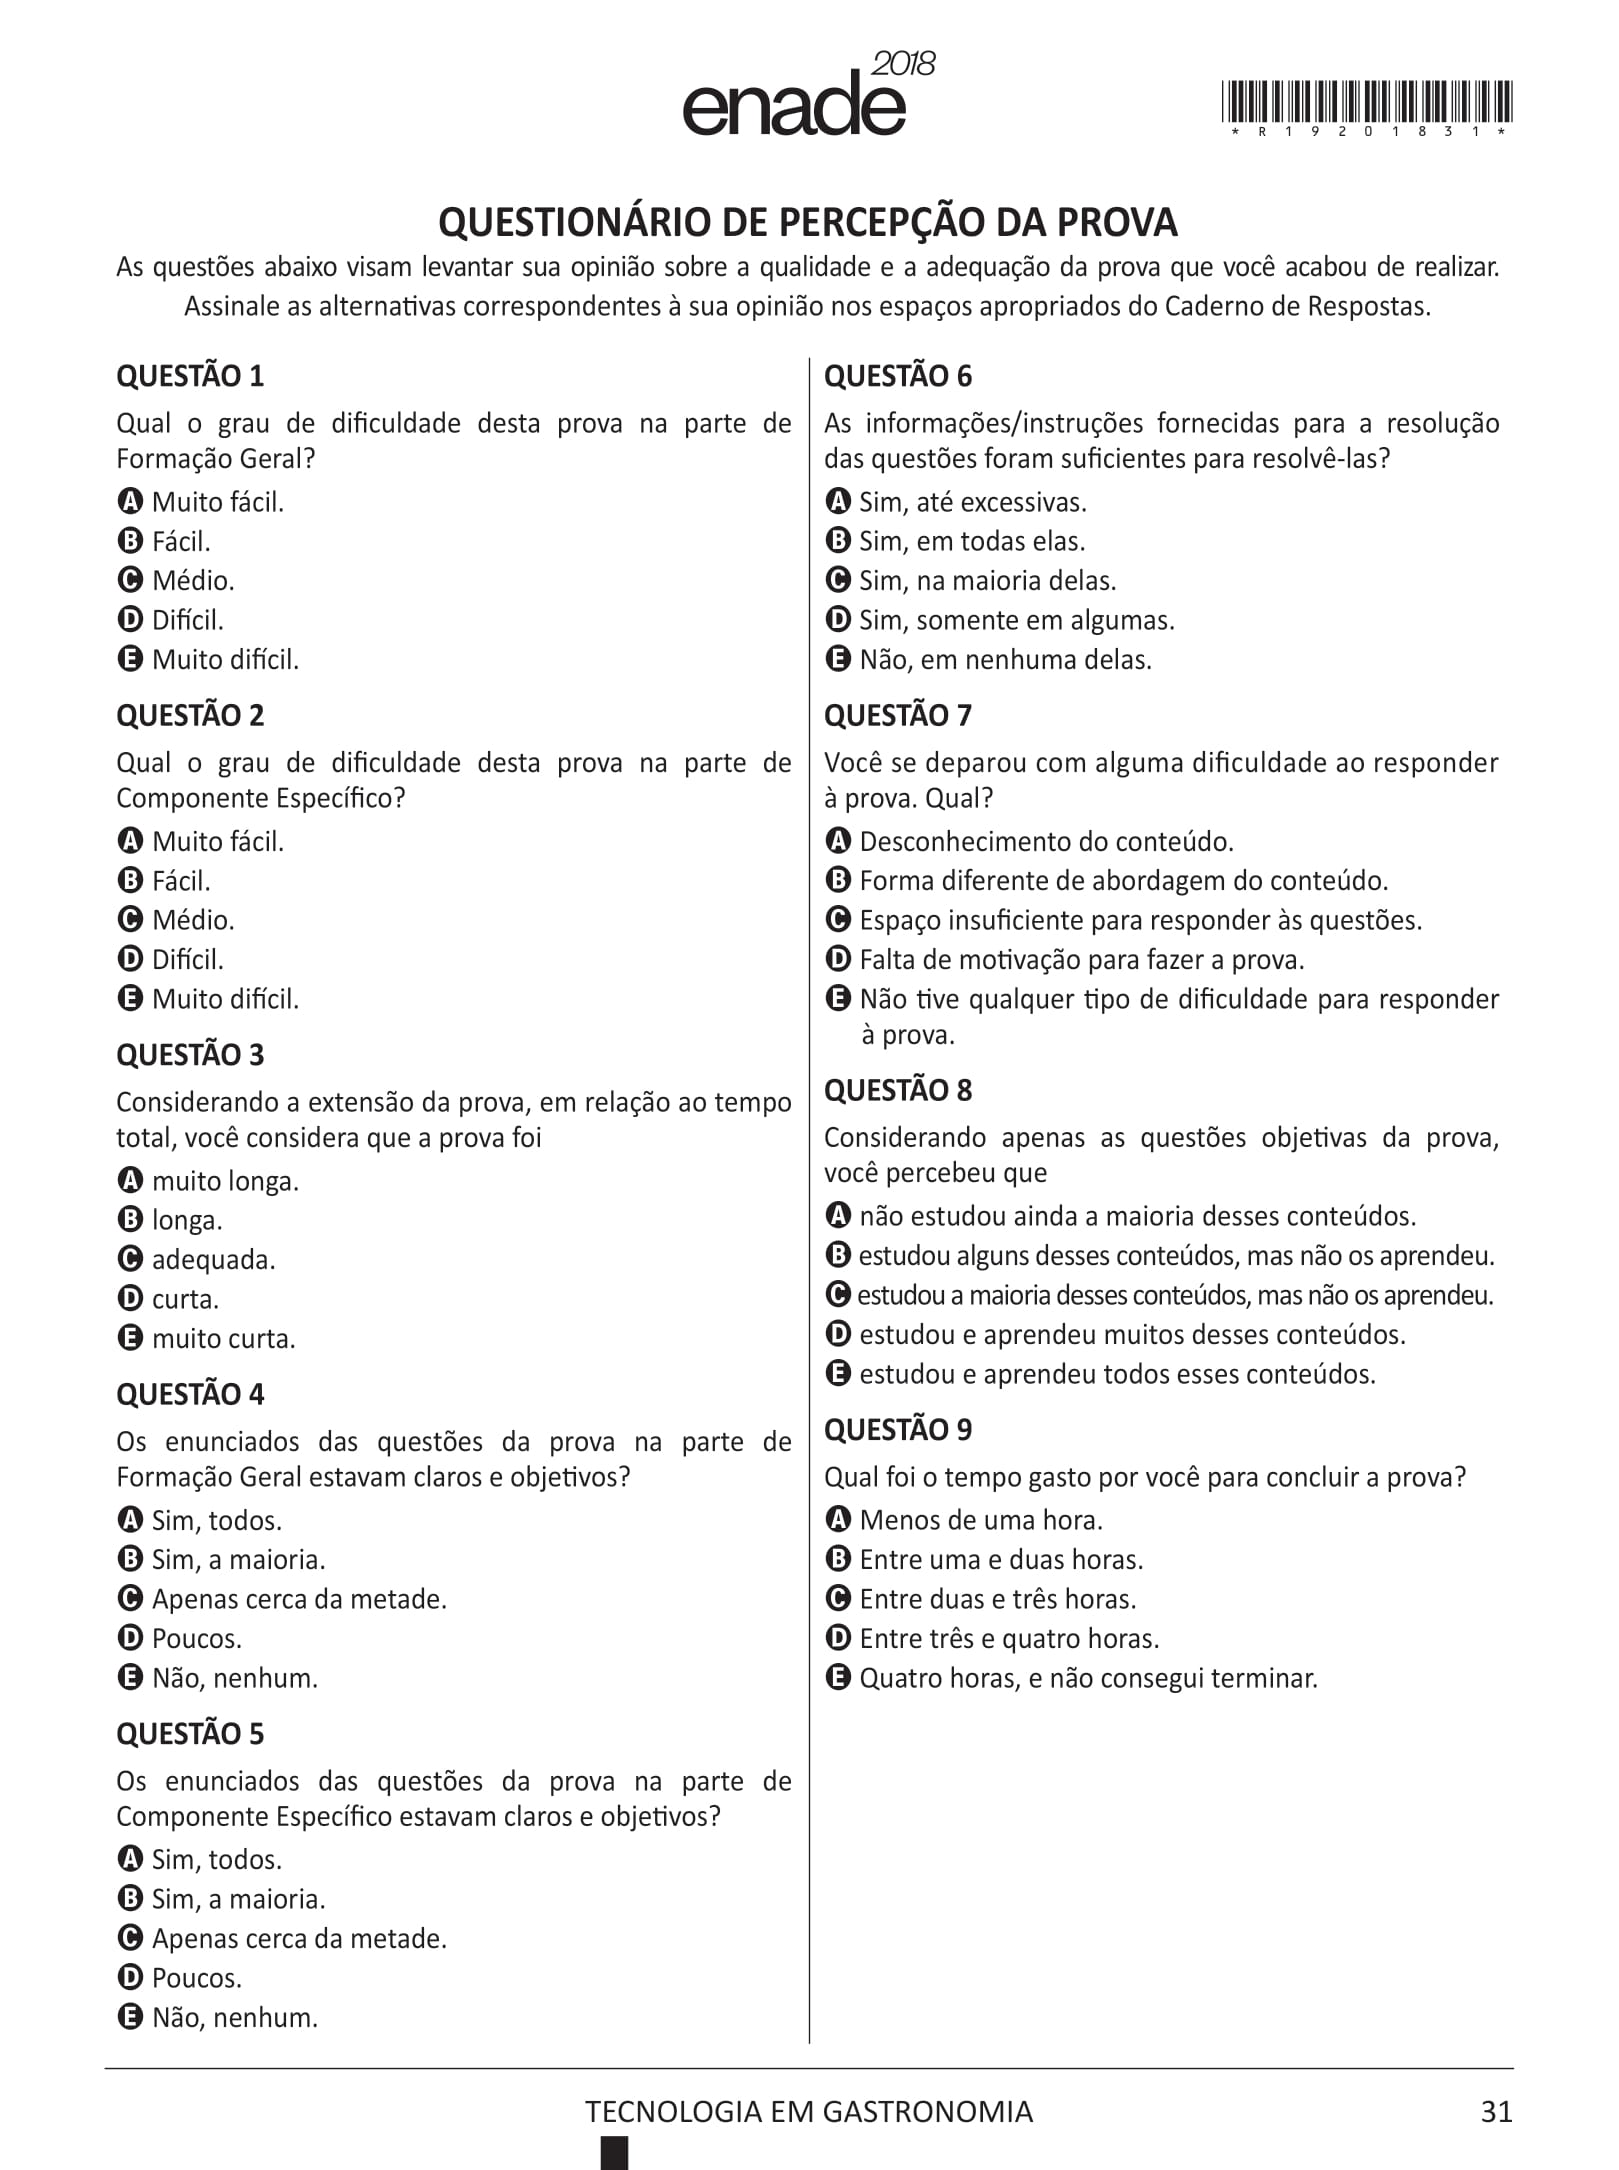 enade 2018
*R19201831*
QUESTIONÁRIO DE PERCEPÇÃO DA PROVA
As questões abaixo visam levantar sua opinião sobre a qualidade e a adequação da prova que você acabou de realizar.
Assinale as alternativas correspondentes à sua opinião nos espaços apropriados do Caderno de Respostas.
QUESTÃO 1
Qual o grau de dificuldade desta prova na parte de
Formação Geral?
A Muito fácil.
B Fácil.
C Médio.
D Difícil.
E Muito difícil.
QUESTÃO 2
Qual o grau de dificuldade desta prova na parte de
Componente Específico?
A Muito fácil.
B Fácil.
C Médio.
D Difícil.
E Muito difícil.
QUESTÃO 3
Considerando a extensão da prova, em relação ao tempo
total, você considera que a prova foi
A muito longa.
B longa.
C adequada.
D curta.
E muito curta.
QUESTÃO 4
Os enunciados das questões da prova na parte de
Formação Geral estavam claros e objetivos?
A Sim, todos.
B Sim, a maioria.
C Apenas cerca da metade.
D Poucos.
E Não, nenhum.
QUESTÃO 5
Os enunciados das questões da prova na parte de
Componente Específico estavam claros e objetivos?
A Sim, todos.
B Sim, a maioria.
C Apenas cerca da metade.
D Poucos.
E Não, nenhum.
QUESTÃO 6
As informações/instruções fornecidas para a resolução
das questões foram suficientes para resolvê-las?
A Sim, até excessivas.
B Sim, em todas elas.
C Sim, na maioria delas.
D Sim, somente em algumas.
E Não, em nenhuma delas.
QUESTÃO 7
Você se deparou com alguma dificuldade ao responder
à prova. Qual?
A Desconhecimento do conteúdo.
B Forma diferente de abordagem do conteúdo.
C Espaço insuficiente para responder às questões.
D Falta de motivação para fazer a prova.
E Não tive qualquer tipo de dificuldade para responder
à prova.
QUESTÃO 8
Considerando apenas as questões objetivas da prova,
você percebeu que
A não estudou ainda a maioria desses conteúdos.
B estudou alguns desses conteúdos, mas não os aprendeu.
C estudou a maioria desses conteúdos, mas não os aprendeu.
D estudou e aprendeu muitos desses conteúdos.
E estudou e aprendeu todos esses conteúdos.
QUESTÃO 9
Qual foi o tempo gasto por você para concluir a prova?
A Menos de uma hora.
B Entre uma e duas horas.
C Entre duas e três horas.
D Entre três e quatro horas.
E Quatro horas, e não consegui terminar.
TECNOLOGIA EM GASTRONOMIA
31